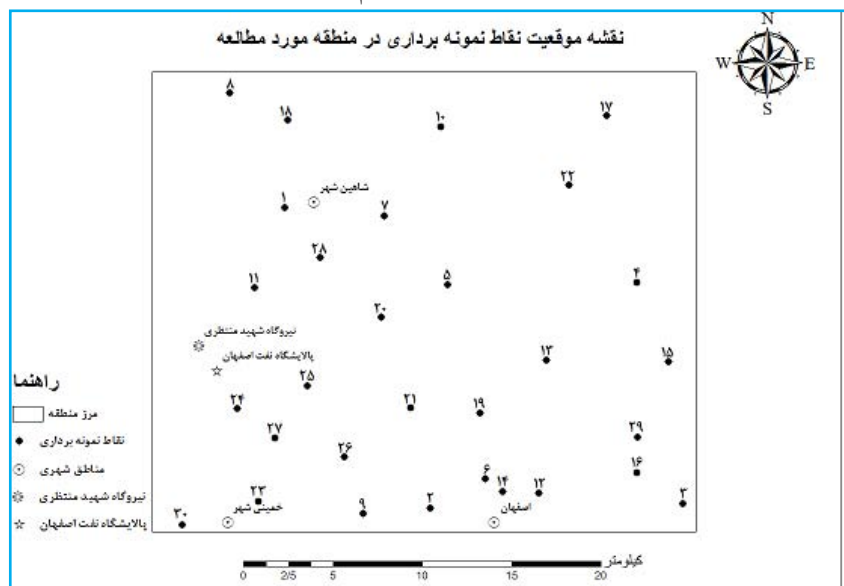 نقشه موقعیت نقاط نمونه برداری در منطقه مورد مطالعه
N
W E
S
۸
۱۸
۱۰
۱۷
۲۲
شاهین شهر
۱
۷
۲۸
۱۱
۵
۴
۲۰
نیروگاه شهید منتظری
پالایشگاه نفت اصفهان
۱۳
۱۵
۲۵
۲۴
۲۱
۱۹
۲۷
۲۹
۲۶
۶
۱۶
۱۴
۱۲
۲۳
۳
خمینی شهر
۹
۲
اصفهان
۳۰
راهنما
مرز منطقه
نقاط نمونه برداری
مناطق شهری
نیروگاه شهید منتظری
پالایشگاه نفت اصفهان
کیلومتر
0 2/5 5 10 15 20